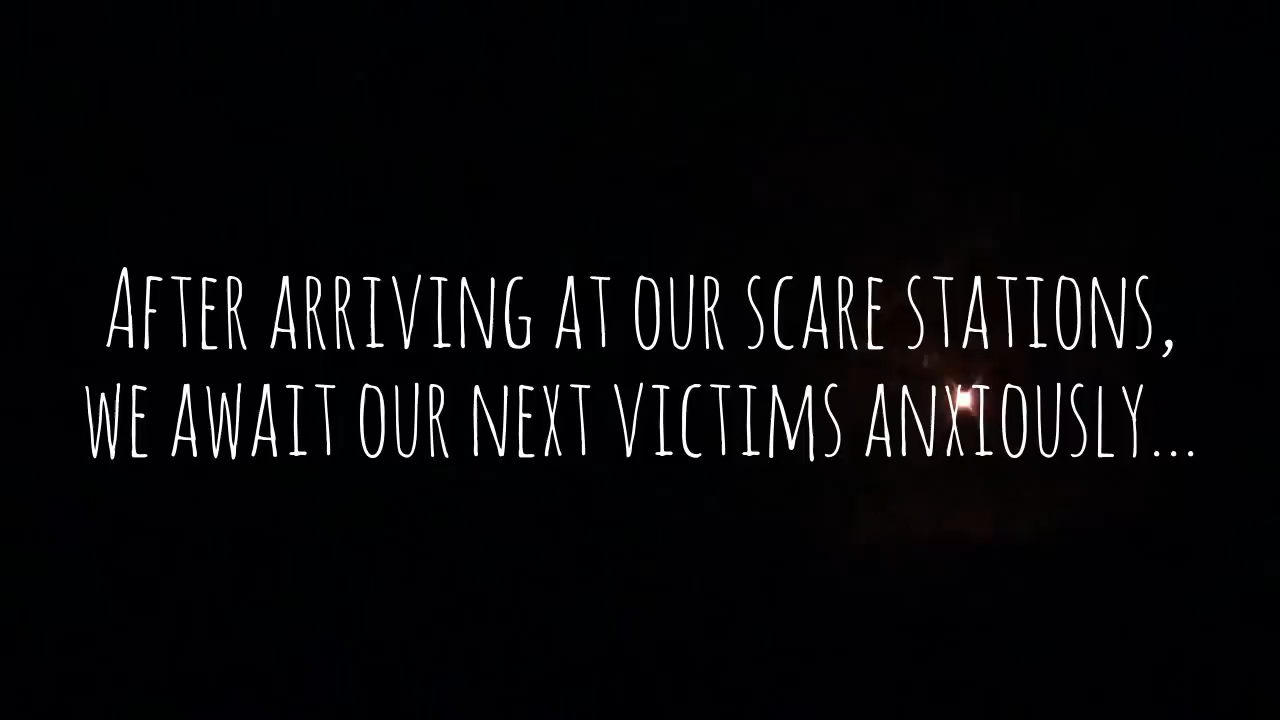 After arriving at our scare stations,
we await our next victims anxiously...